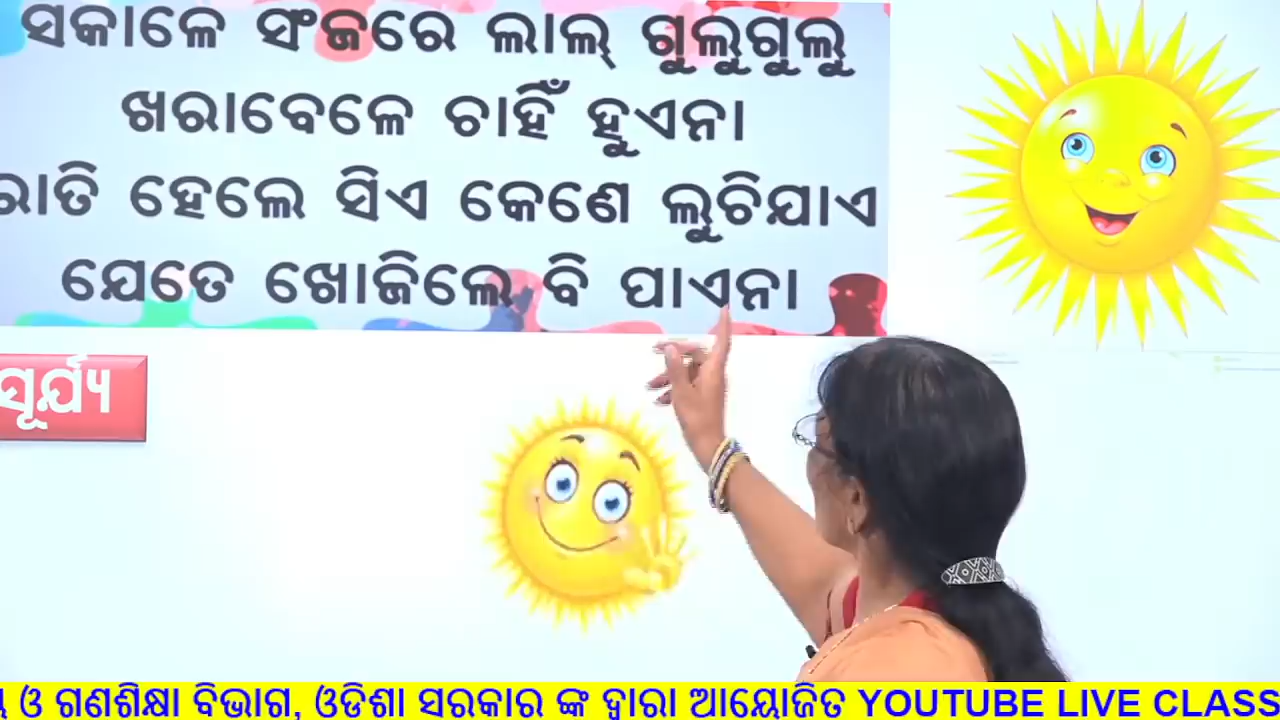 ସକାଳେ ସଂଜରେ ଲାଲ୍ ଗୁଲୁଗୁଲୁ
ଖରାବେଳେ ଚାହିଁ ହୁଏନା
ରାତି ହେଲେ ସିଏ କେଣେ ଲୁଚିଯାଏ
ଯେତେ ଖୋଜିଲେ ବି ପାଏନା
ସୂର୍ଯ୍ୟ
ଓ ଗଣଶିକ୍ଷା ବିଭାଗ, ଓଡିଶା ସରକାର ଙ୍କ ଦ୍ୱାରା ଆୟୋଜିତ YOUTUBE LIVE CLASS